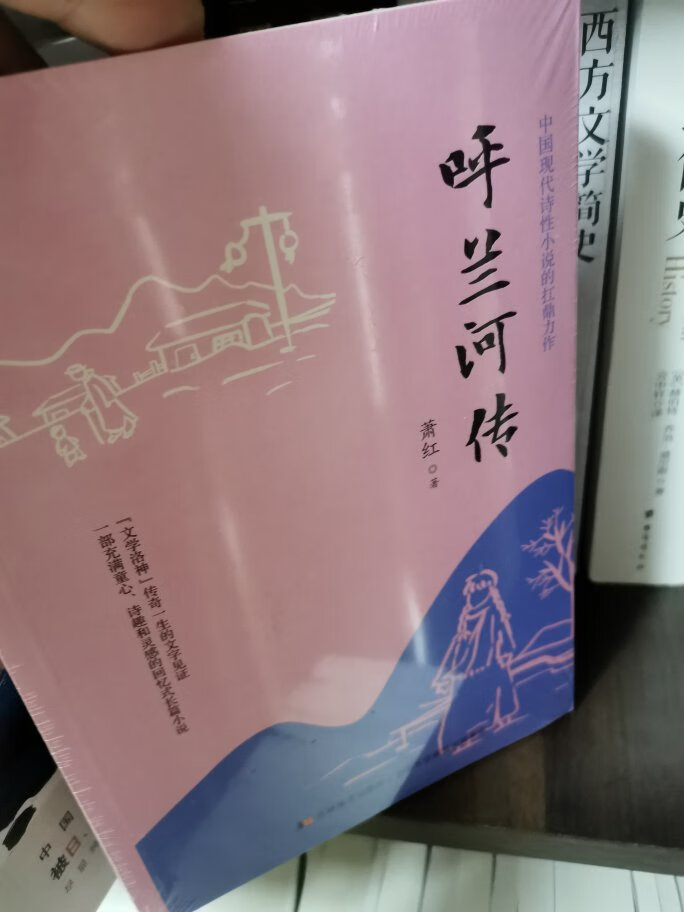 呼兰河传
中国现代诗性小说的扛鼎力作
萧红 ◎ 著
“文学洛神”传奇一生的文学见证
一部充满童心、诗趣和灵感的回忆式长篇小说
西方文学简史
History
中国
被